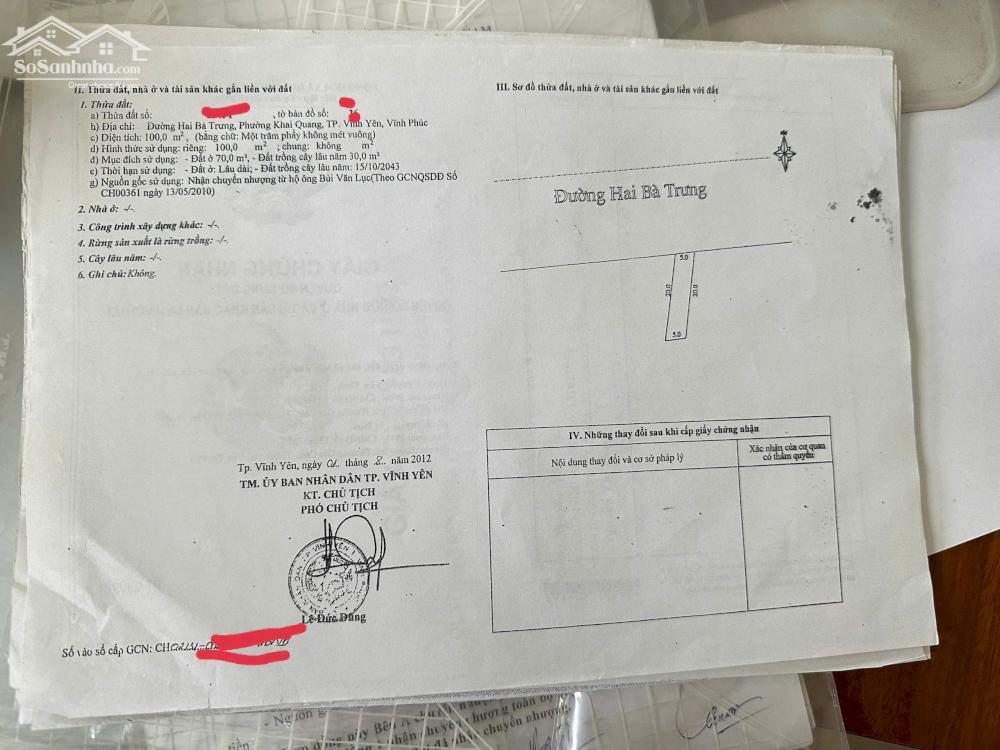 SoSanhnha.com
II. Thửa đất, nhà ở và tài sản khác gắn liền với đất
1. Thửa đất:
a) Thửa đất số: , tờ bản đồ số: 16
b) Địa chỉ: Đường Hai Bà Trưng, Phường Khai Quang, TP. Vĩnh Yên, Vĩnh Phúc
c) Diện tích: 100,0 m², (bằng chữ: Một trăm phẩy không mét vuông)
d) Hình thức sử dụng: riêng: 100,0 m²; chung: không m²
đ) Mục đích sử dụng: - Đất ở 70,0 m², - Đất trồng cây lâu năm 30,0 m²
e) Thời hạn sử dụng: - Đất ở: Lâu dài; - Đất trồng cây lâu năm: 15/10/2043
g) Nguồn gốc sử dụng: Nhận chuyển nhượng từ hộ ông Bùi Văn Lục(Theo GCNQSDĐ Số
CH00361 ngày 13/05/2010)
2. Nhà ở: -/-.
3. Công trình xây dựng khác: -/-.
4. Rừng sản xuất là rừng trồng: -/-.
5. Cây lâu năm: -/-.
6. Ghi chú: Không.
Tp. Vĩnh Yên, ngày 01 tháng 8.. năm 2012
TM. ỦY BAN NHÂN DÂN TP. VĨNH YÊN
KT. CHỦ TỊCH
PHÓ CHỦ TỊCH
Lê Đức Dũng
Số vào sổ cấp GCN: CH
III. Sơ đồ thửa đất, nhà ở và tài sản khác gắn liền với đất
Đường Hai Bà Trưng
5.0
20.0 20.0
5.0
IV. Những thay đổi sau khi cấp giấy chứng nhận
Nội dung thay đổi và cơ sở pháp lý
Xác nhận của cơ quan
có thẩm quyền